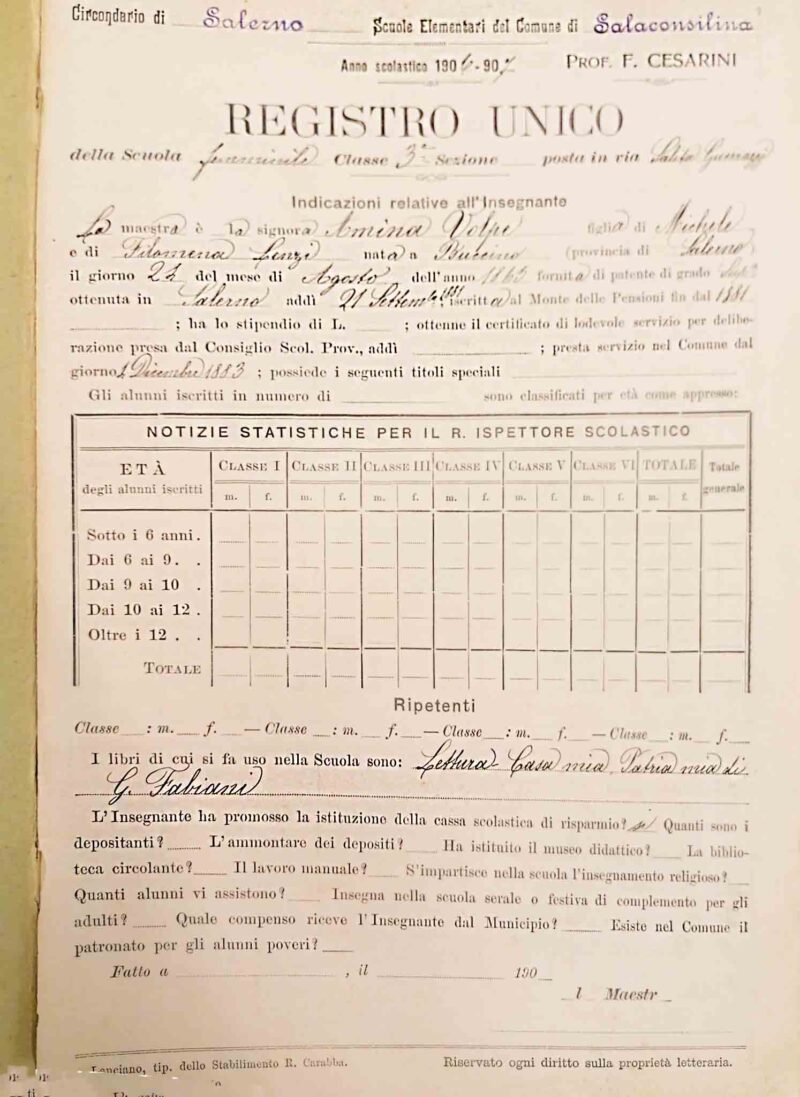 Circondario di Salerno Scuole Elementari del Comune di Salaconsilina
Anno scolastico 190 -90 Prof. F. CESARINI
REGISTRO UNICO
della Scuola femminile Classe 3ª Sezione posta in via
Indicazioni relative all'Insegnante
La maestra è la signora Amina Volpe figlia di Michele
e di Filomena Lenzi nata a (provincia di Salerno
il giorno 24 del mese di Agosto dell'anno fornita di patente di grado
ottenuta in Salerno addì 21 iscritta al Monte delle Pensioni fin dal
; ha lo stipendio di L. ; ottenne il certificato di lodevole servizio per delibe-
razione presa dal Consiglio Scol. Prov., addì ; presta servizio nel Comune dal
giorno 1 Dicembre 1883 ; possiede i seguenti titoli speciali
Gli alunni iscritti in numero di sono classificati per età come appresso:
NOTIZIE STATISTICHE PER IL R. ISPETTORE SCOLASTICO
ETÀ Classe I Classe II Classe III Classe IV Classe V Classe VI TOTALE Totale
degli alunni iscritti m. f. m. f. m. f. m. f. m. f. m. f. m. f. generale
Sotto i 6 anni.
Dai 6 ai 9. .
Dai 9 ai 10 .
Dai 10 ai 12 .
Oltre i 12 . .
Totale
Ripetenti
Classe : m. f. — Classe : m. f. — Classe : m. f. — Classe : m. f.
I libri di cui si fa uso nella Scuola sono: Lettura - Casa mia, Patria mia di
G. Fabiani
L'Insegnante ha promosso la istituzione della cassa scolastica di risparmio? Quanti sono i
depositanti? L'ammontare dei depositi? Ha istituito il museo didattico? La biblio-
teca circolante? Il lavoro manuale? S'impartisce nella scuola l'insegnamento religioso?
Quanti alunni vi assistono? Insegna nella scuola serale o festiva di complemento per gli
adulti? Quale compenso riceve l'Insegnante dal Municipio? Esiste nel Comune il
patronato per gli alunni poveri?
Fatto a , il 190
l Maestr
Lanciano, tip. dello Stabilimento R. Carabba. Riservato ogni diritto sulla proprietà letteraria.